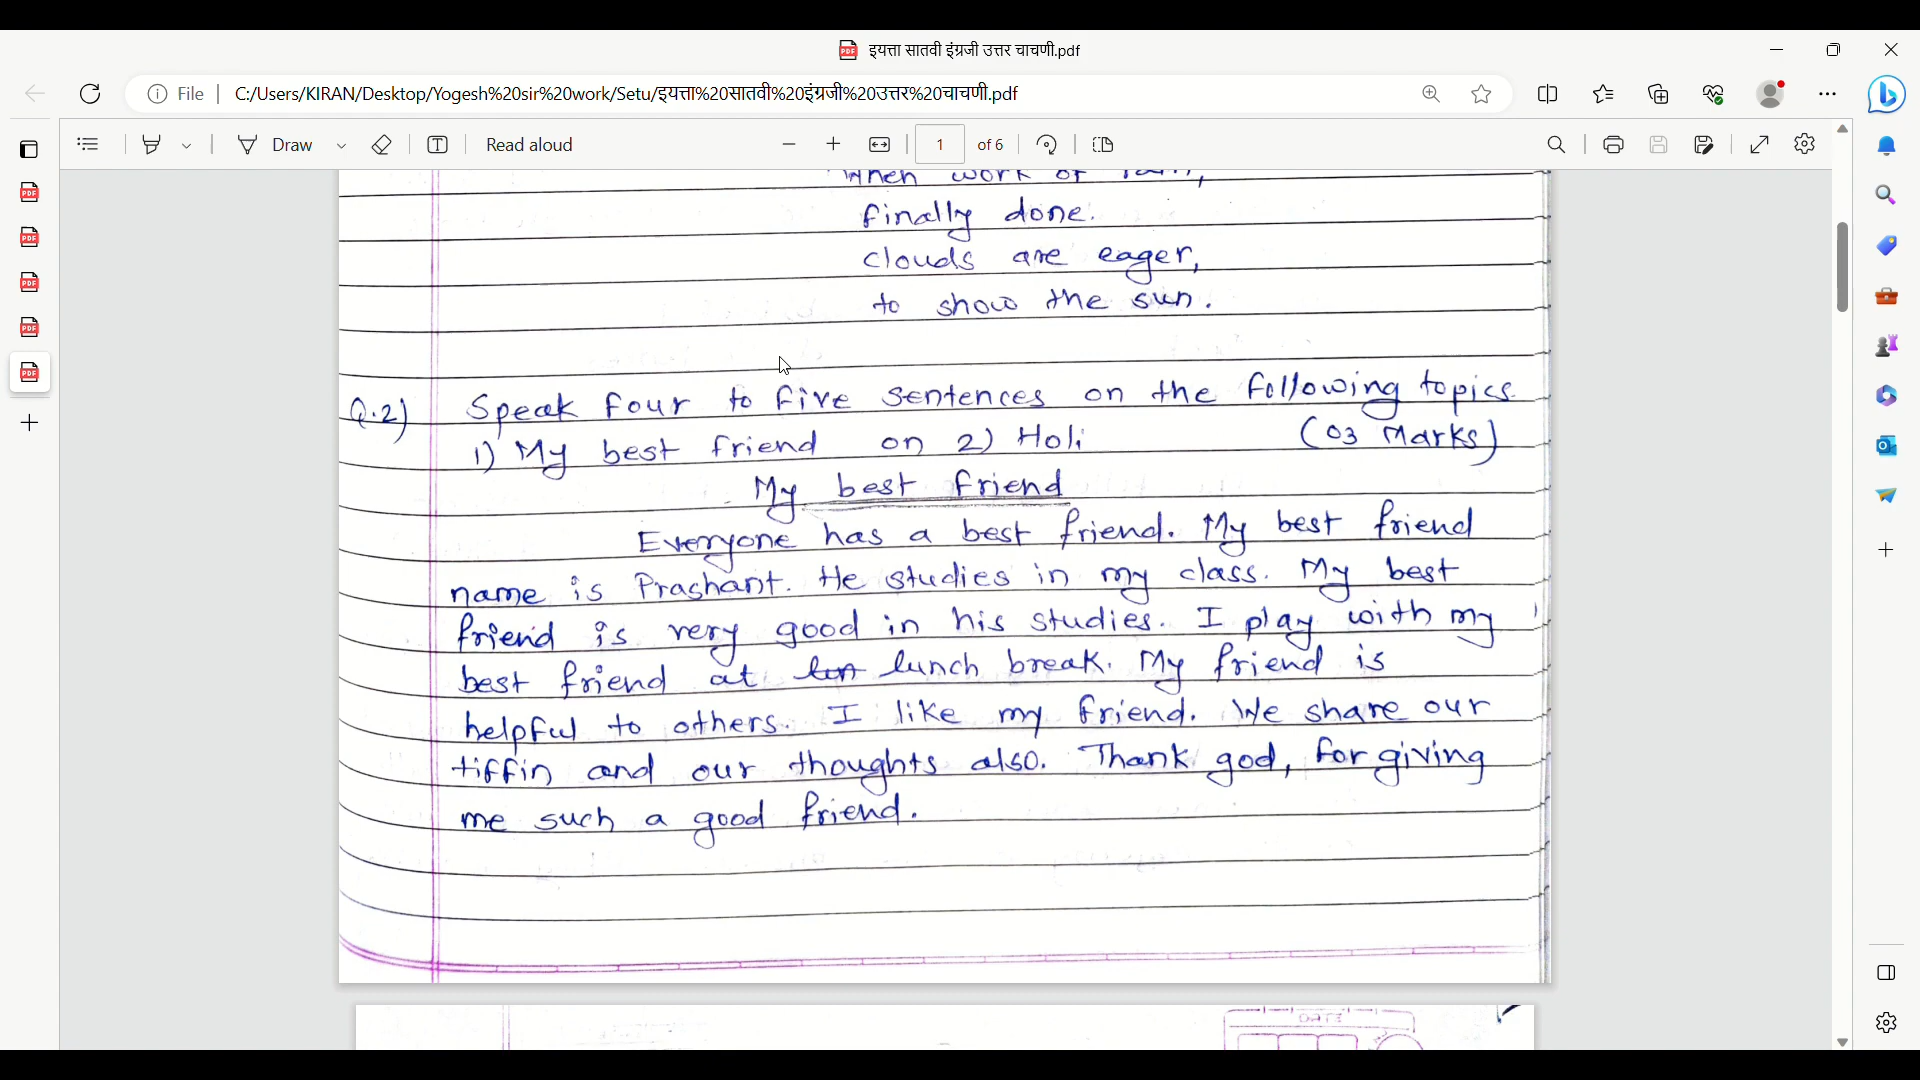 इयत्ता सातवी इंग्रजी उत्तर चाचणी.pdf
File | C:/Users/KIRAN/Desktop/Yogesh%20sir%20work/Setu/इयत्ता%20सातवी%20इंग्रजी%20उत्तर%20चाचणी.pdf
Draw Read aloud 1 of 6
When work of rain,
finally done.
clouds are eager,
to show the sun.
Q.2) Speak four to five sentences on the following topics.
1) My best friend on 2) Holi (03 Marks)
My best friend
Everyone has a best friend. My best friend
name is Prashant. He studies in my class. My best
friend is very good in his studies. I play with my
best friend at lunch break. My friend is
helpful to others. I like my friend. We share our
tiffin and our thoughts also. Thank god, for giving
me such a good friend.
DATE